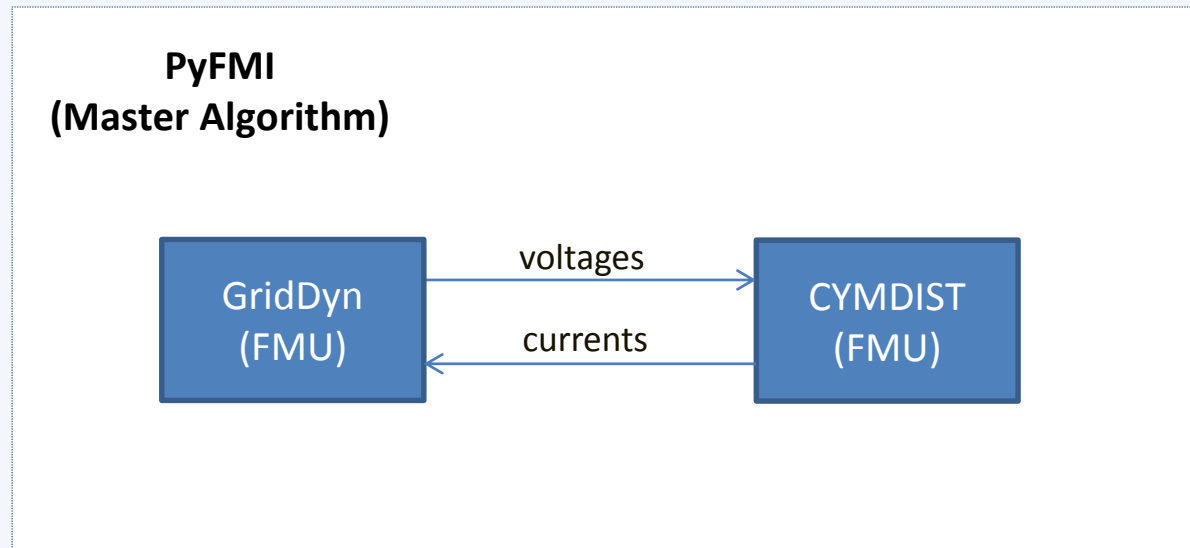 PyFMI
(Master Algorithm)
voltages
GridDyn
(FMU)
CYMDIST
(FMU)
currents